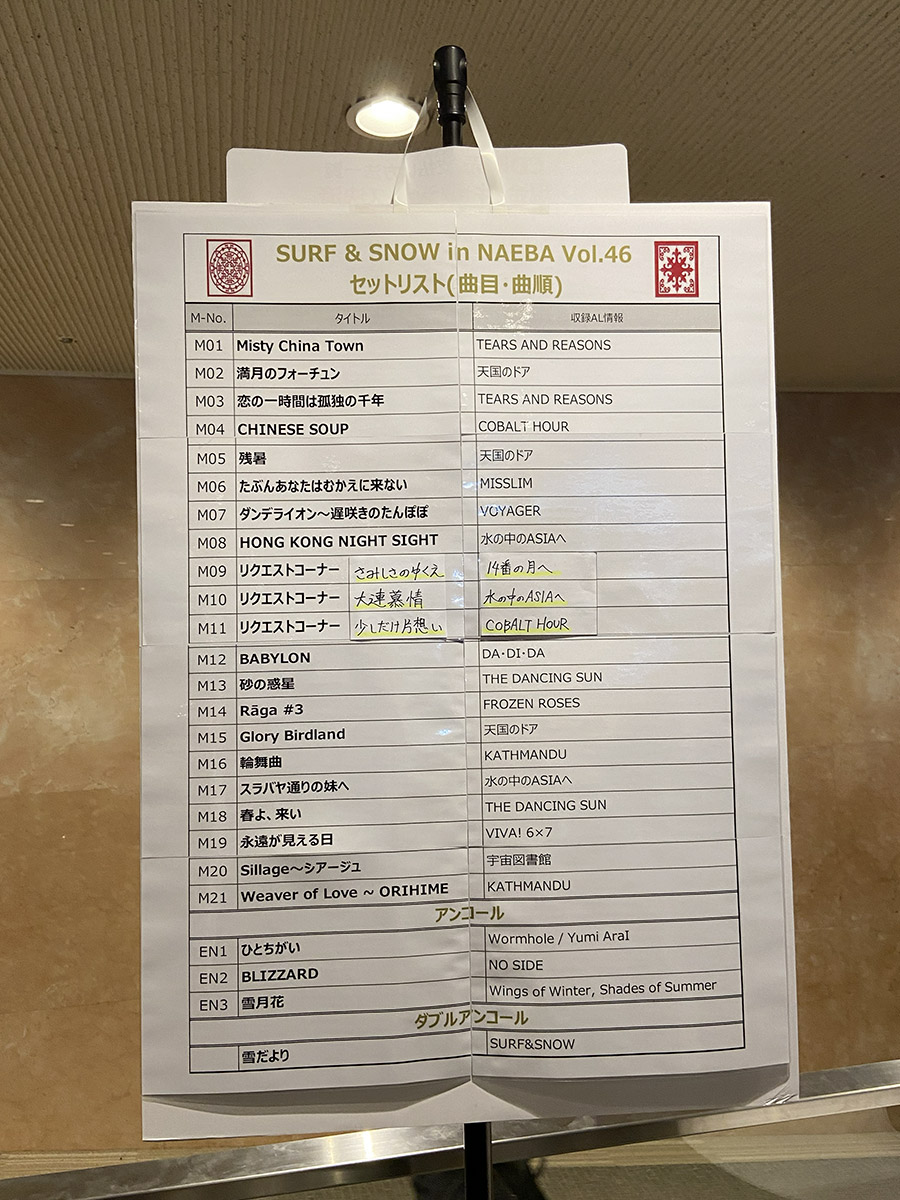 SURF & SNOW in NAEBA Vol.46
セットリスト(曲目・曲順)
M-No. タイトル 収録AL情報
M01 Misty China Town TEARS AND REASONS
M02 満月のフォーチュン 天国のドア
M03 恋の一時間は孤独の千年 TEARS AND REASONS
M04 CHINESE SOUP COBALT HOUR
M05 残暑 天国のドア
M06 たぶんあなたはむかえに来ない MISSLIM
M07 ダンデライオン～遅咲きのたんぽぽ VOYAGER
M08 HONG KONG NIGHT SIGHT 水の中のASIAへ
M09 リクエストコーナー さみしさのゆくえ 14番の月へ
M10 リクエストコーナー 大連慕情 水の中のASIAへ
M11 リクエストコーナー 少しだけ片想い COBALT HOUR
M12 BABYLON DA・DI・DA
M13 砂の惑星 THE DANCING SUN
M14 Rāga #3 FROZEN ROSES
M15 Glory Birdland 天国のドア
M16 輪舞曲 KATHMANDU
M17 スラバヤ通りの妹へ 水の中のASIAへ
M18 春よ、来い THE DANCING SUN
M19 永遠が見える日 VIVA! 6×7
M20 Sillage～シアージュ 宇宙図書館
M21 Weaver of Love ~ ORIHIME KATHMANDU
アンコール
EN1 ひとちがい Wormhole / Yumi AraI
EN2 BLIZZARD NO SIDE
EN3 雪月花 Wings of Winter, Shades of Summer
ダブルアンコール
雪だより SURF&SNOW